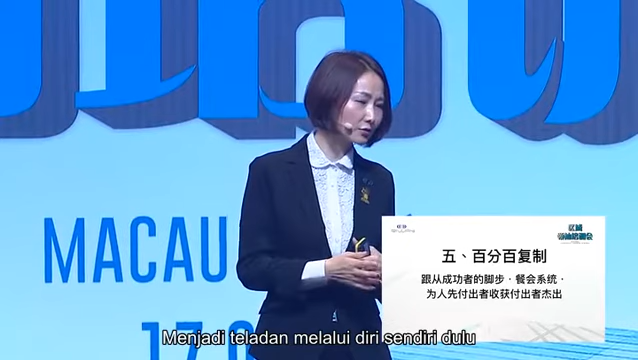 MACAU
17.0
五、百分百复制
跟从成功者的脚步，餐会系统，
为人先付出者收获付出者杰出
Menjadi teladan melalui diri sendiri dulu